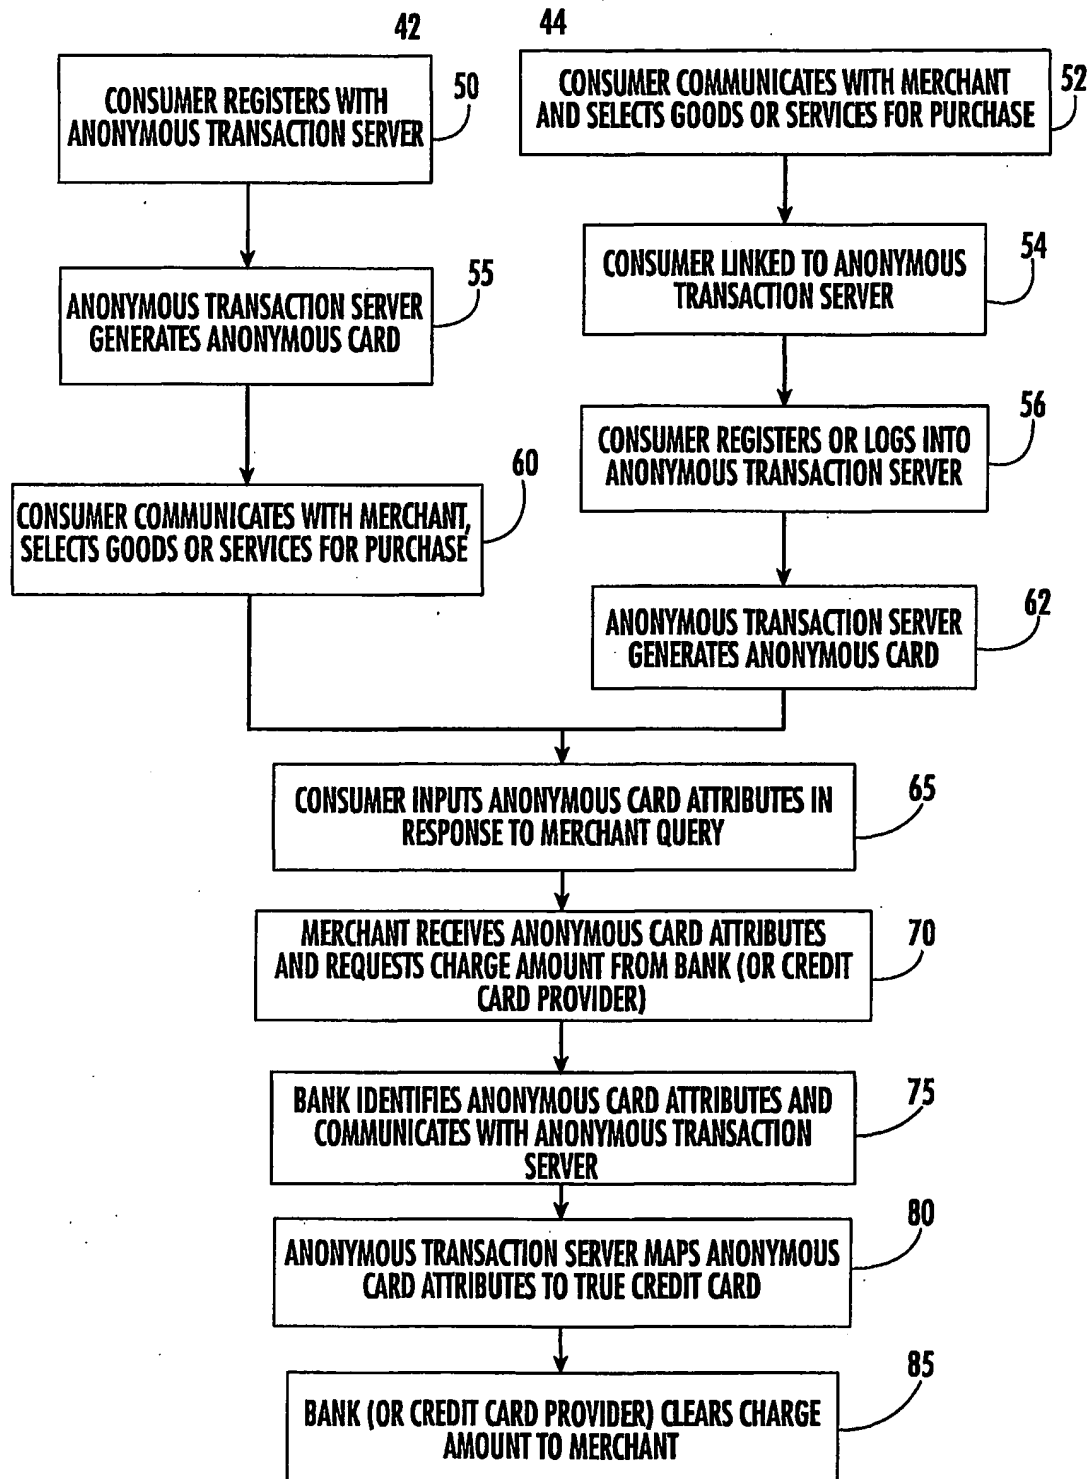 42
CONSUMER REGISTERS WITH
ANONYMOUS TRANSACTION SERVER
50
ANONYMOUS TRANSACTION SERVER
GENERATES ANONYMOUS CARD
55
CONSUMER COMMUNICATES WITH MERCHANT,
SELECTS GOODS OR SERVICES FOR PURCHASE
60
44
CONSUMER COMMUNICATES WITH MERCHANT
AND SELECTS GOODS OR SERVICES FOR PURCHASE
52
CONSUMER LINKED TO ANONYMOUS
TRANSACTION SERVER
54
CONSUMER REGISTERS OR LOGS INTO
ANONYMOUS TRANSACTION SERVER
56
ANONYMOUS TRANSACTION SERVER
GENERATES ANONYMOUS CARD
62
CONSUMER INPUTS ANONYMOUS CARD ATTRIBUTES IN
RESPONSE TO MERCHANT QUERY
65
MERCHANT RECEIVES ANONYMOUS CARD ATTRIBUTES
AND REQUESTS CHARGE AMOUNT FROM BANK (OR CREDIT
CARD PROVIDER)
70
BANK IDENTIFIES ANONYMOUS CARD ATTRIBUTES AND
COMMUNICATES WITH ANONYMOUS TRANSACTION
SERVER
75
ANONYMOUS TRANSACTION SERVER MAPS ANONYMOUS
CARD ATTRIBUTES TO TRUE CREDIT CARD
80
BANK (OR CREDIT CARD PROVIDER) CLEARS CHARGE
AMOUNT TO MERCHANT
85